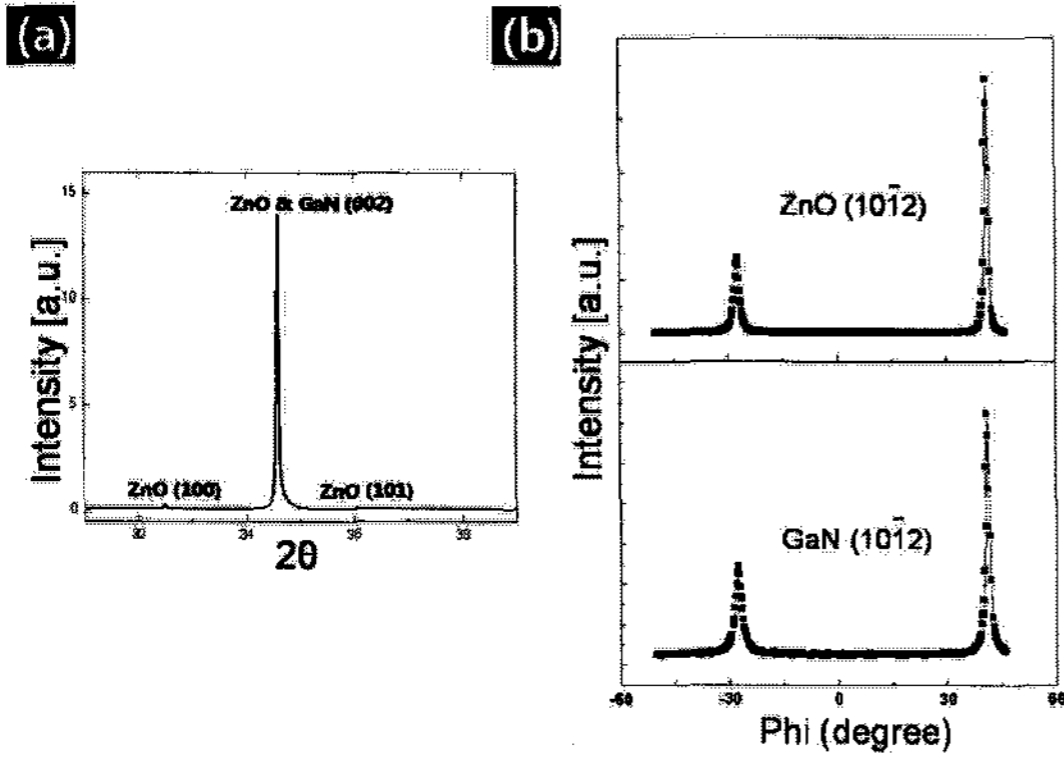 (a)
Intensity [a.u.]
15
10
5
0
ZnO & GaN (002)
ZnO (100)
ZnO (101)
32
34
36
38
2θ
(b)
Intensity [a.u.]
ZnO (101̄2)
GaN (101̄2)
-60
-30
0
30
60
Phi (degree)